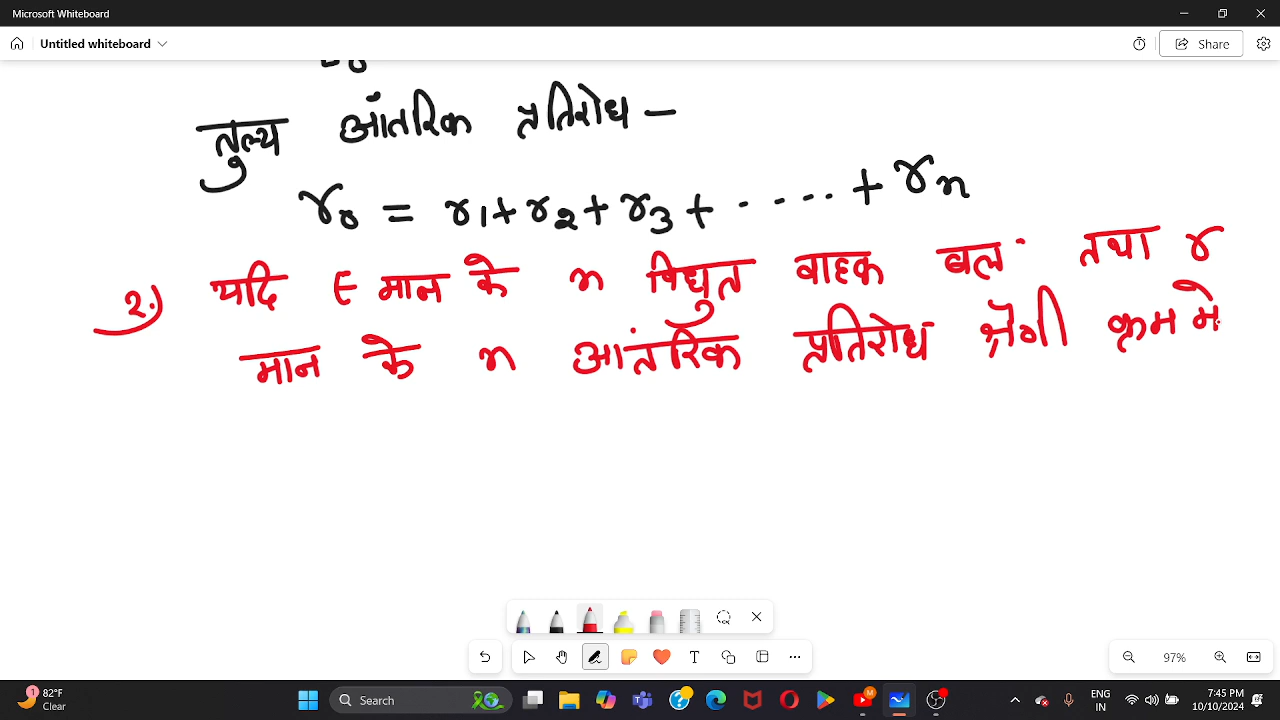 Microsoft Whiteboard
Untitled whiteboard
Share
तुल्य आंतरिक प्रतिरोध —
r₀ = r₁ + r₂ + r₃ + ..... + rₙ
2.) यदि E मान के n विद्युत वाहक बल तथा r
मान के n आंतरिक प्रतिरोध श्रेणी क्रम में
97%
1
82°F
Clear
Search
M
ENG
IN
7:45 PM
10/10/2024